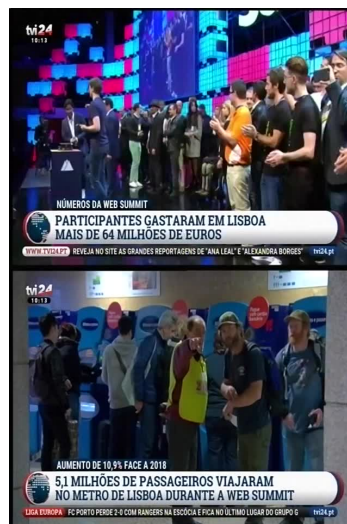 tvi24
10:13
NÚMEROS DA WEB SUMMIT
PARTICIPANTES GASTARAM EM LISBOA
MAIS DE 64 MILHÕES DE EUROS
WWW.TVI24.PT REVEJA NO SITE AS GRANDES REPORTAGENS DE "ANA LEAL" E "ALEXANDRA BORGES" tvi24.pt
tvi24
10:13
AUMENTO DE 10,9% FACE A 2018
5,1 MILHÕES DE PASSAGEIROS VIAJARAM
NO METRO DE LISBOA DURANTE A WEB SUMMIT
LIGA EUROPA FC PORTO PERDE 2-0 COM RANGERS NA ESCÓCIA E FICA NO ÚLTIMO LUGAR DO GRUPO G tvi24.pt